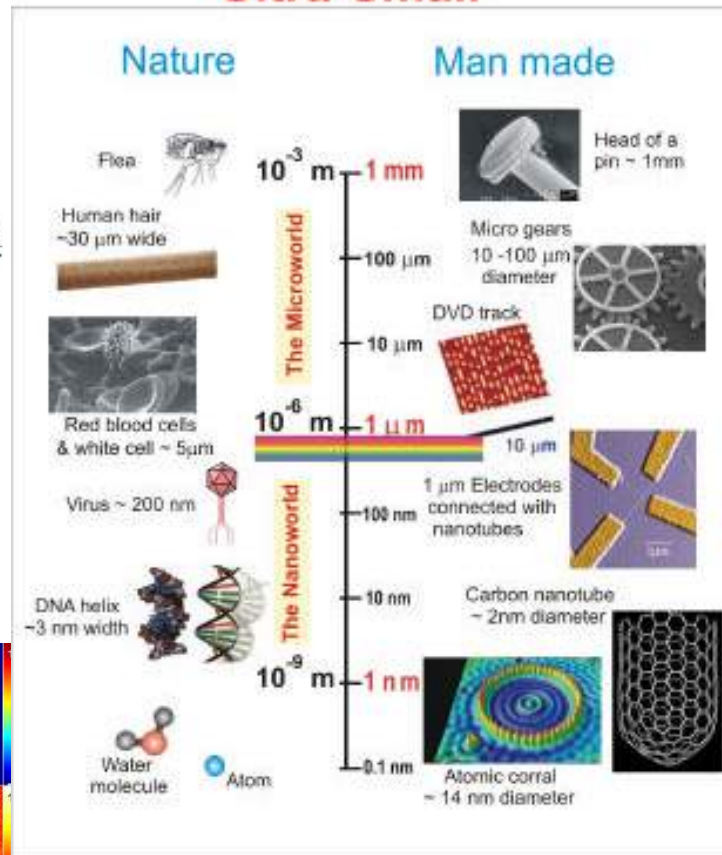 Nature
Man made
Flea
10⁻³ m
1 mm
Head of a
pin ~ 1mm
Human hair
~30 µm wide
The Microworld
100 µm
Micro gears
10 -100 µm
diameter
DVD track
10 µm
Red blood cells
& white cell ~ 5µm
10⁻⁶ m
1 µm
10 µm
Virus ~ 200 nm
The Nanoworld
100 nm
1 µm Electrodes
connected with
nanotubes
DNA helix
~3 nm width
10 nm
Carbon nanotube
~ 2nm diameter
10⁻⁹ m
1 nm
Water
molecule
Atom
0.1 nm
Atomic corral
~ 14 nm diameter